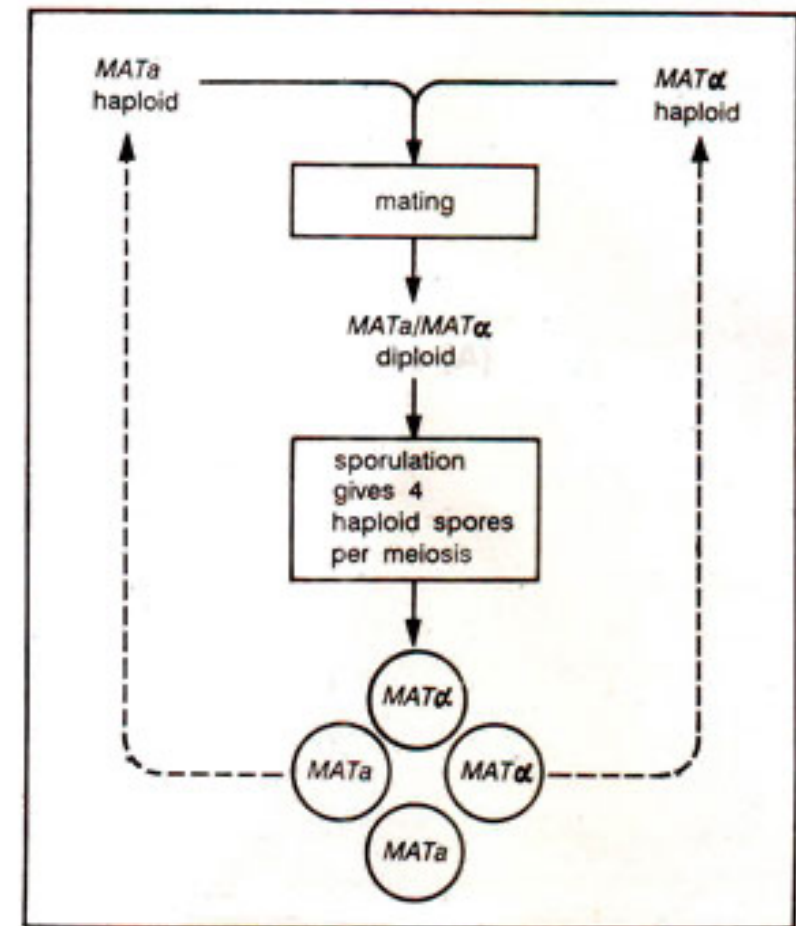 MATa
haploid
MATα
haploid
mating
MATa/MATα
diploid
sporulation
gives 4
haploid spores
per meiosis
MATα
MATa
MATα
MATa